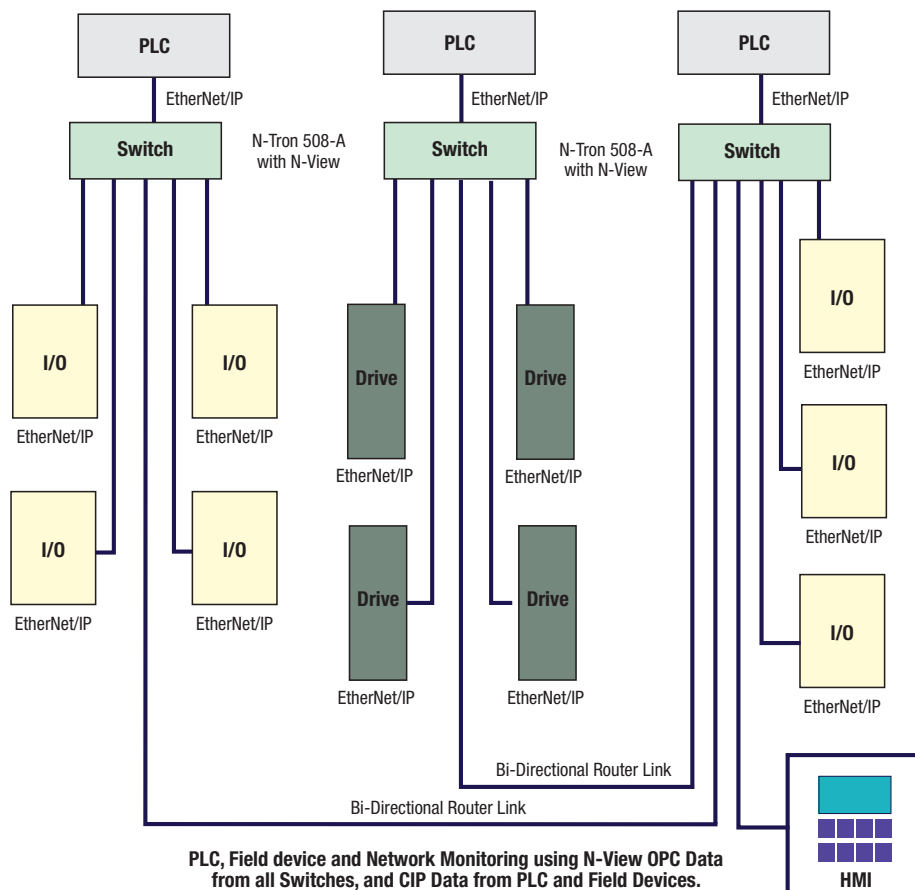 PLC
PLC
PLC
EtherNet/IP
EtherNet/IP
EtherNet/IP
Switch
N-Tron 508-A
with N-View
Switch
N-Tron 508-A
with N-View
Switch
I/O
EtherNet/IP
I/O
EtherNet/IP
I/O
EtherNet/IP
Drive
EtherNet/IP
Drive
EtherNet/IP
I/O
EtherNet/IP
I/O
EtherNet/IP
I/O
EtherNet/IP
Drive
EtherNet/IP
Drive
EtherNet/IP
I/O
EtherNet/IP
Bi-Directional Router Link
Bi-Directional Router Link
HMI
PLC, Field device and Network Monitoring using N-View OPC Data
from all Switches, and CIP Data from PLC and Field Devices.